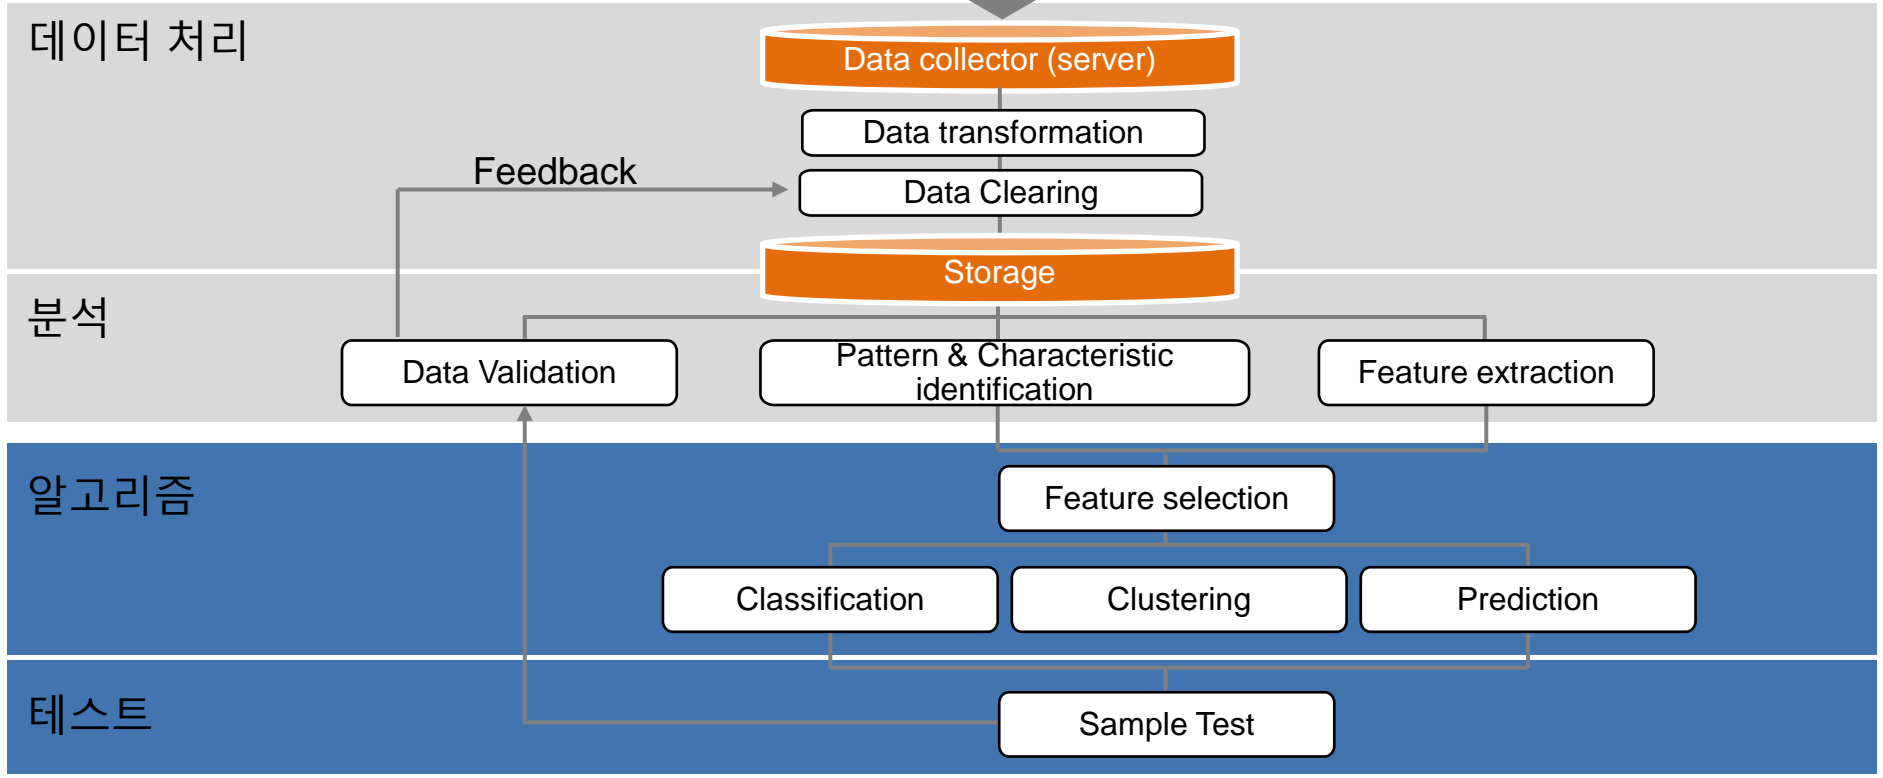 데이터 처리
Data collector (server)
Data transformation
Feedback
Data Clearing
Storage
분석
Data Validation
Pattern & Characteristic
identification
Feature extraction
알고리즘
Feature selection
Classification
Clustering
Prediction
테스트
Sample Test